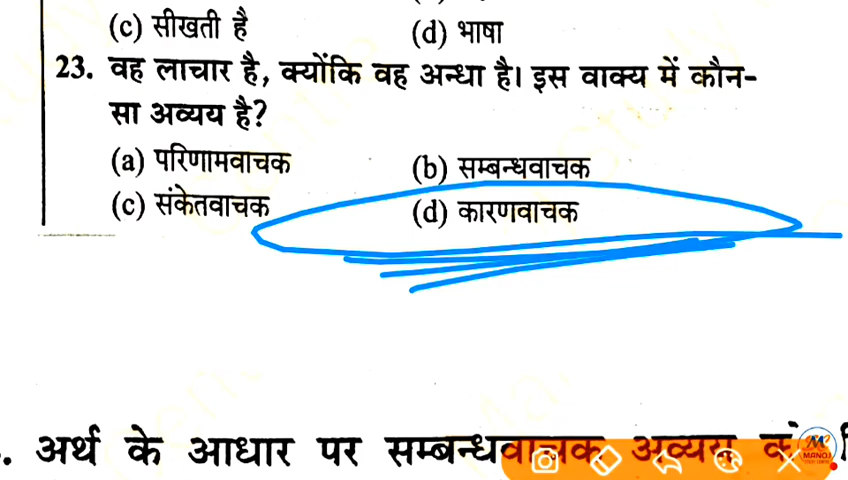 (c) सीखती है (d) भाषा
23. वह लाचार है, क्योंकि वह अन्धा है। इस वाक्य में कौन-
सा अव्यय है?
(a) परिणामवाचक (b) सम्बन्धवाचक
(c) संकेतवाचक (d) कारणवाचक
. अर्थ के आधार पर सम्बन्धवाचक अव्यय
MANOJ